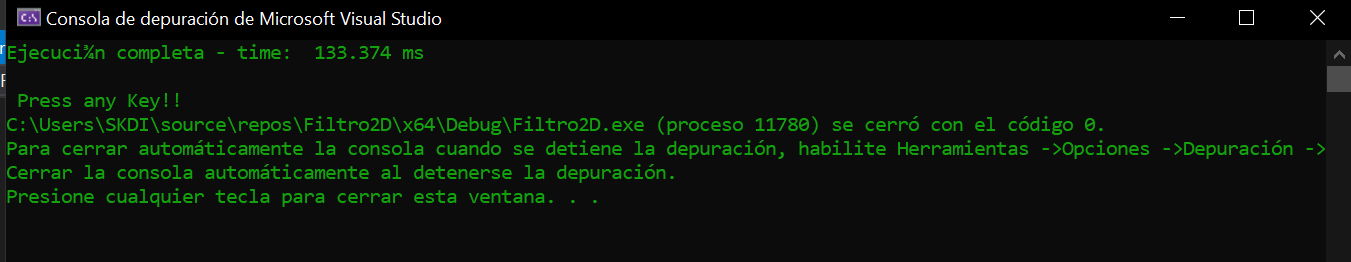 Consola de depuración de Microsoft Visual Studio
Ejecuci¾n completa - time:  133.374 ms
Press any Key!!
C:\Users\SKDI\source\repos\Filtro2D\x64\Debug\Filtro2D.exe (proceso 11780) se cerró con el código 0.
Para cerrar automáticamente la consola cuando se detiene la depuración, habilite Herramientas ->Opciones ->Depuración ->
Cerrar la consola automáticamente al detenerse la depuración.
Presione cualquier tecla para cerrar esta ventana. . .